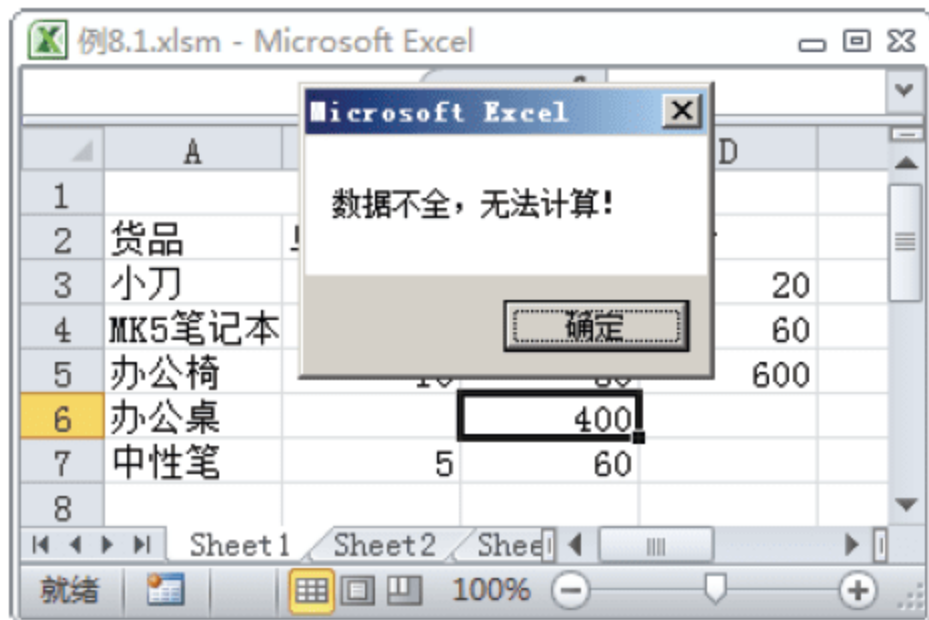 例8.1.xlsm - Microsoft Excel
Microsoft Excel
数据不全，无法计算！
确定
A D
1
2 货品
3 小刀 20
4 MK5笔记本 60
5 办公椅 600
6 办公桌 400
7 中性笔 5 60
8
Sheet1 Sheet2
就绪 100%